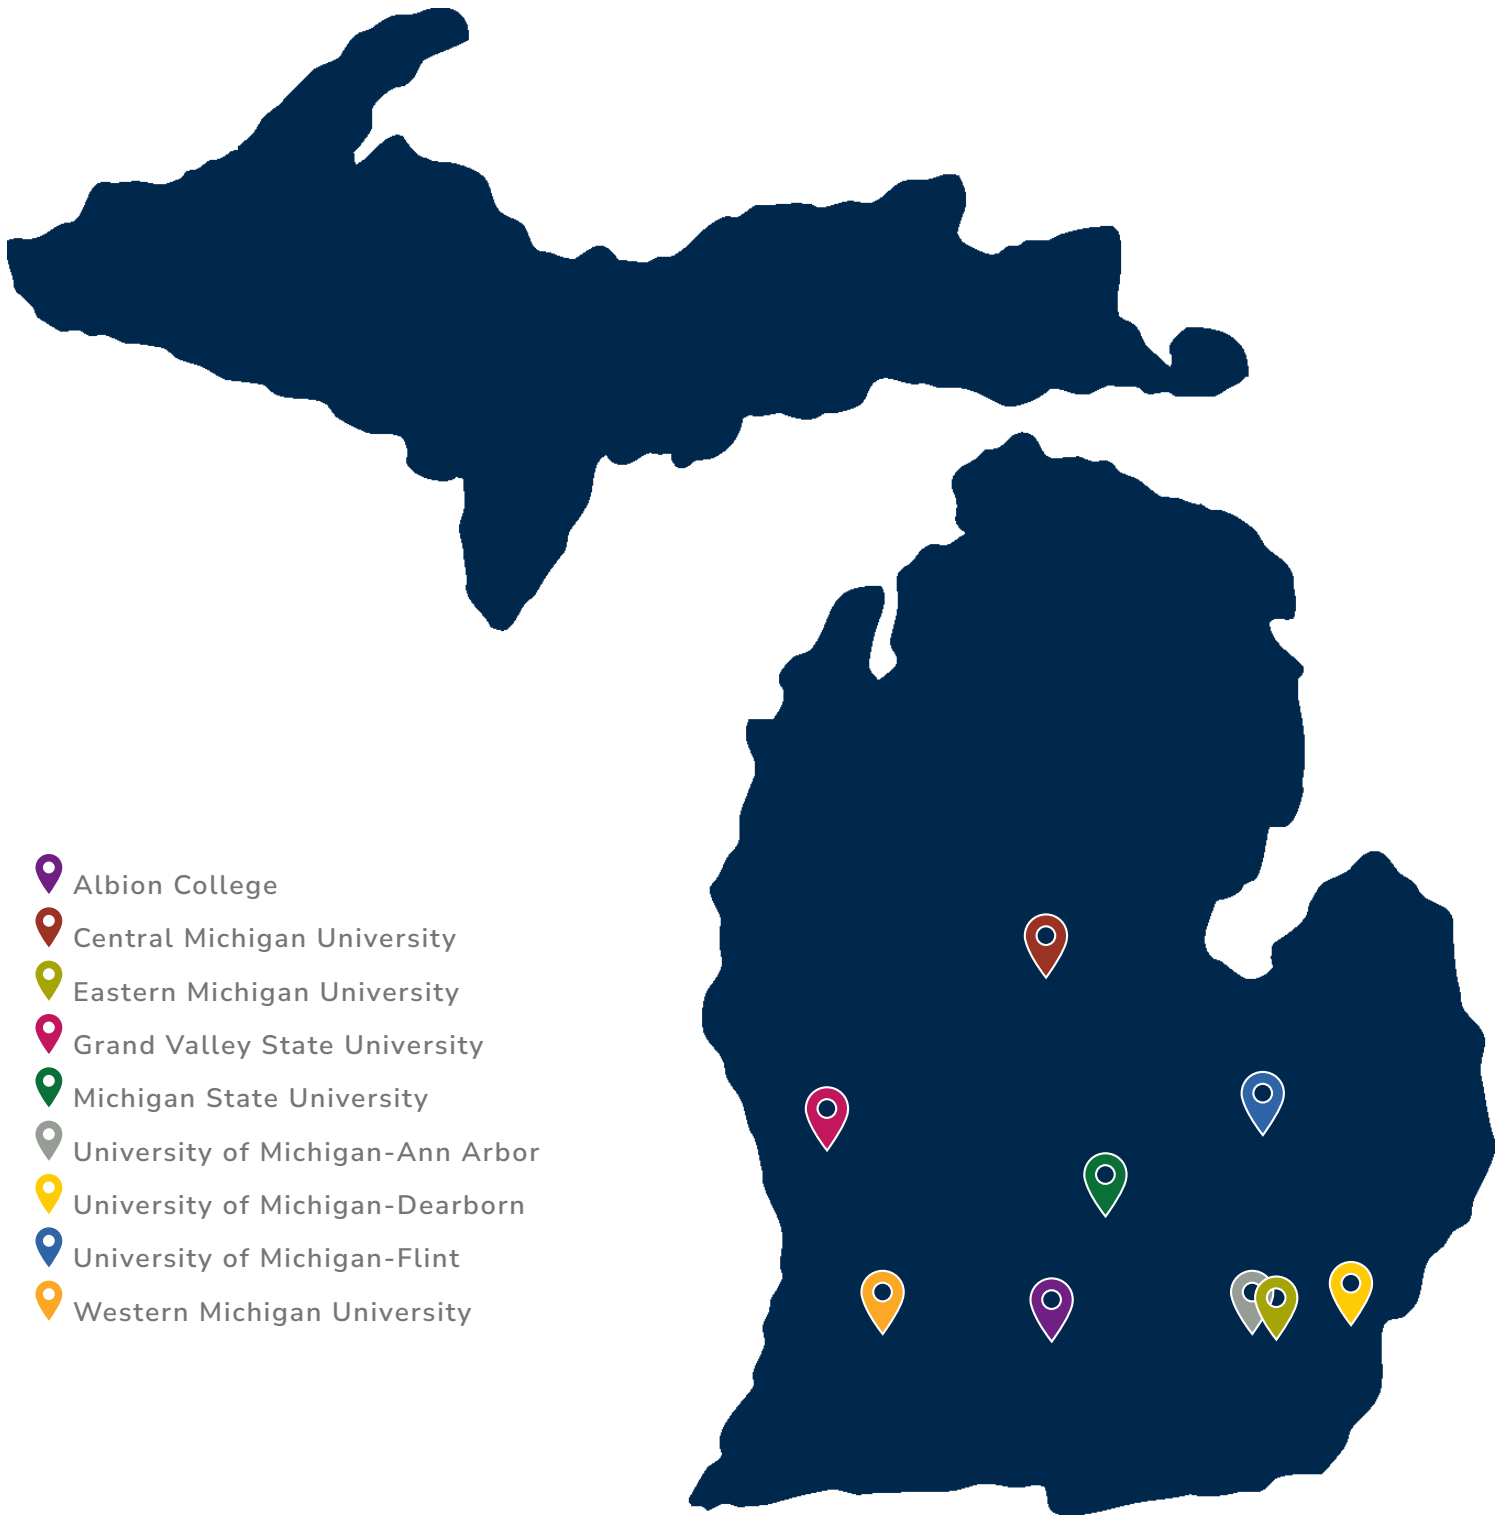 Albion College
Central Michigan University
Eastern Michigan University
Grand Valley State University
Michigan State University
University of Michigan-Ann Arbor
University of Michigan-Dearborn
University of Michigan-Flint
Western Michigan University